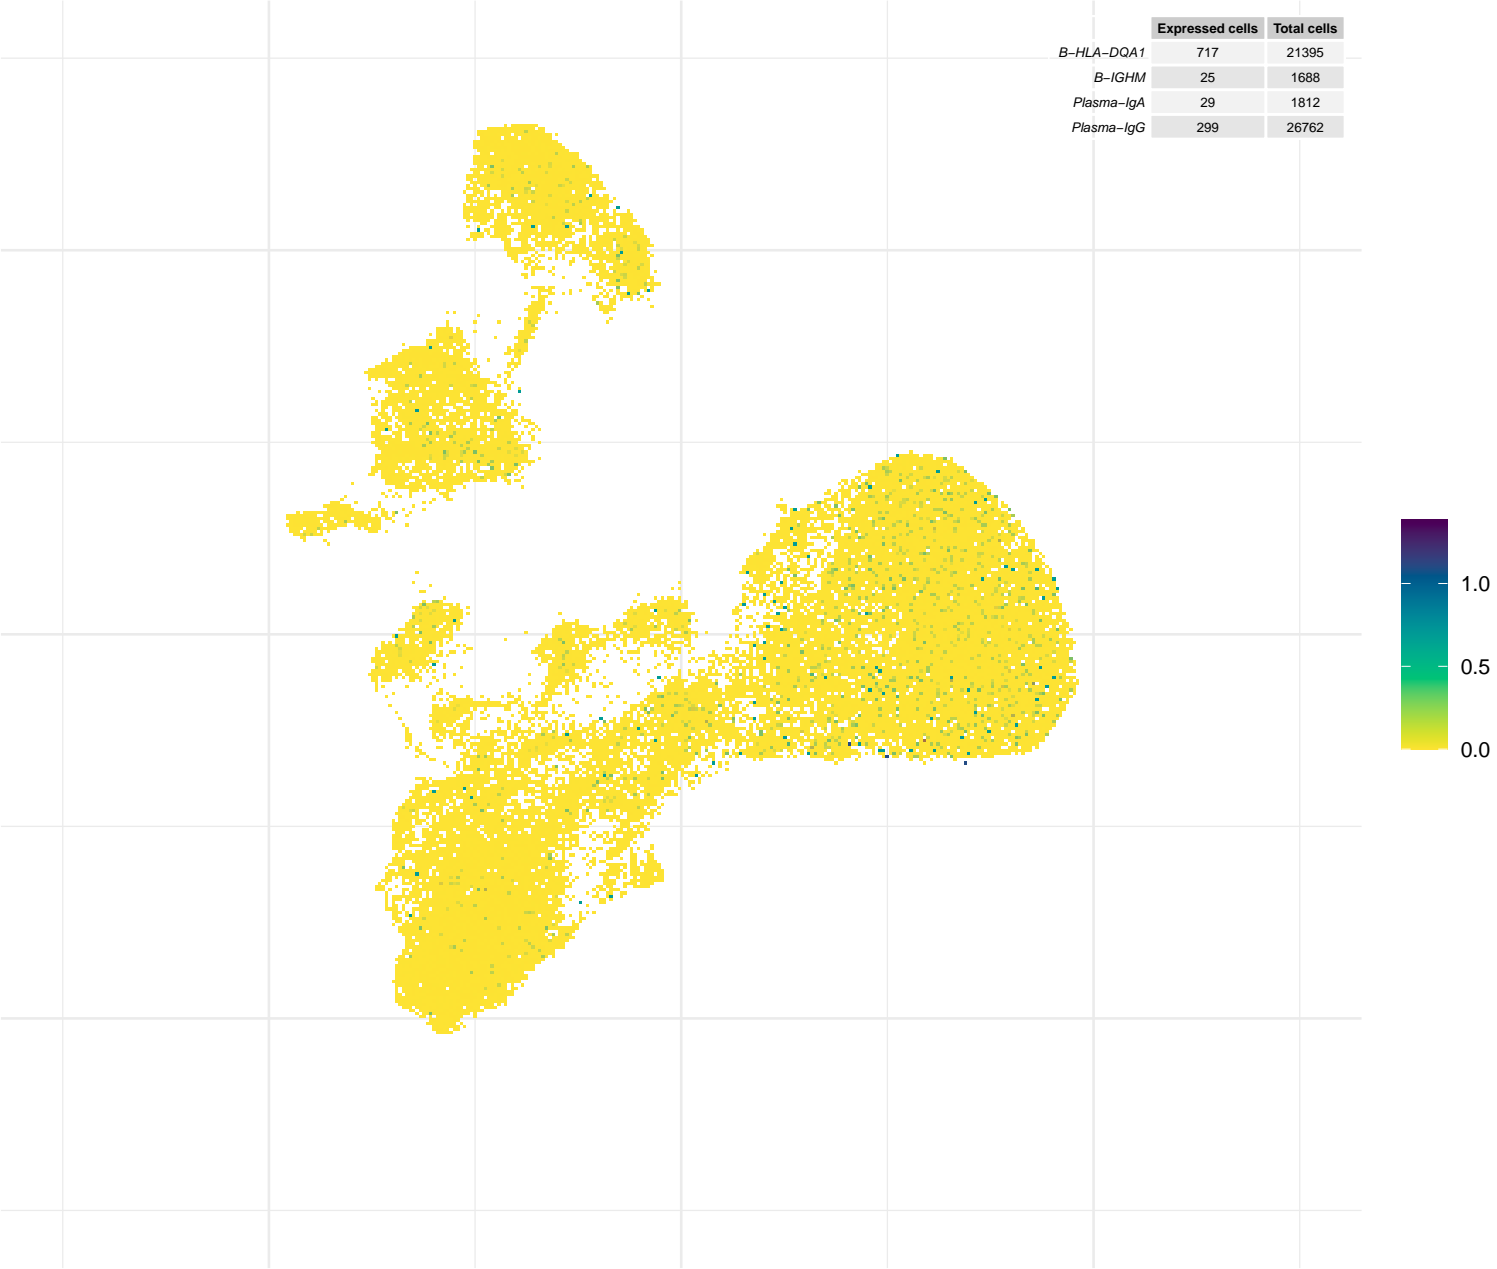 Expressed cells Total cells
B−HLA−DQA1 717 21395
B−IGHM 25 1688
Plasma−IgA 29 1812
Plasma−IgG 299 26762
1.0
0.5
0.0